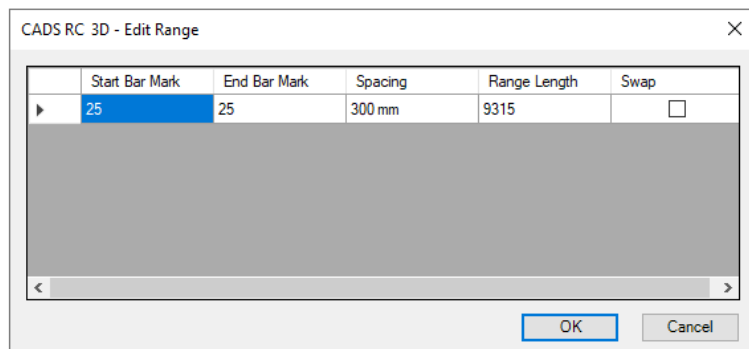 CADS RC 3D - Edit Range
Start Bar Mark End Bar Mark Spacing Range Length Swap
25 25 300 mm 9315
OK Cancel